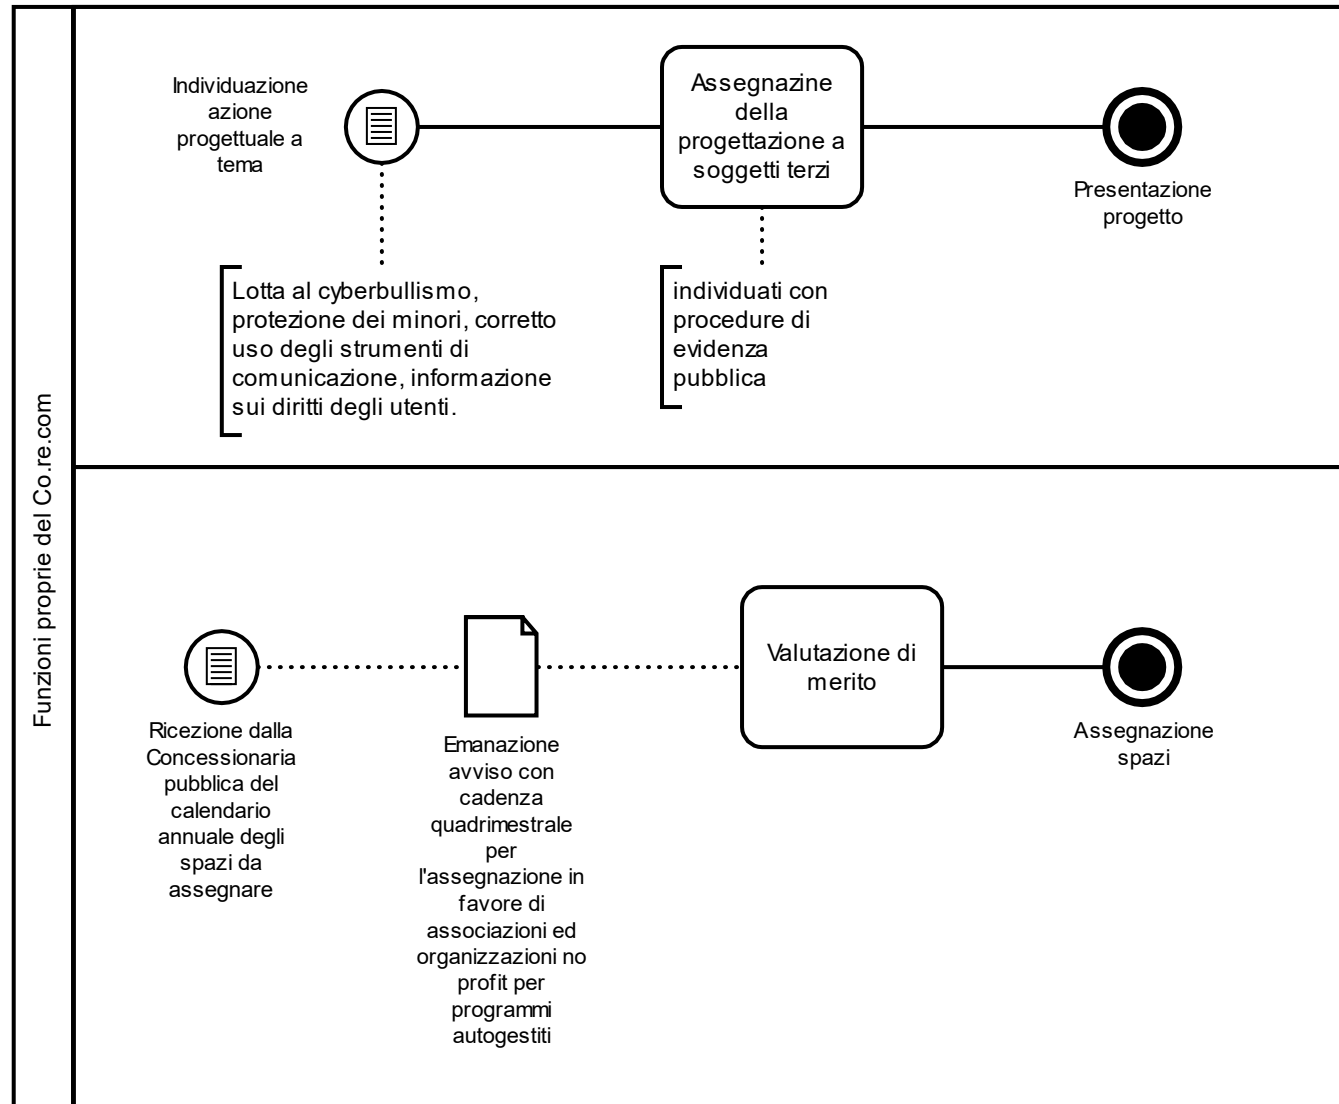 Funzioni proprie del Co.re.com
Individuazione
azione
progettuale a
tema
Assegnazine
della
progettazione a
soggetti terzi
Presentazione
progetto
Lotta al cyberbullismo,
protezione dei minori, corretto
uso degli strumenti di
comunicazione, informazione
sui diritti degli utenti.
individuati con
procedure di
evidenza
pubblica
Ricezione dalla
Concessionaria
pubblica del
calendario
annuale degli
spazi da
assegnare
Emanazione
avviso con
cadenza
quadrimestrale
per
l'assegnazione in
favore di
associazioni ed
organizzazioni no
profit per
programmi
autogestiti
Valutazione di
merito
Assegnazione
spazi